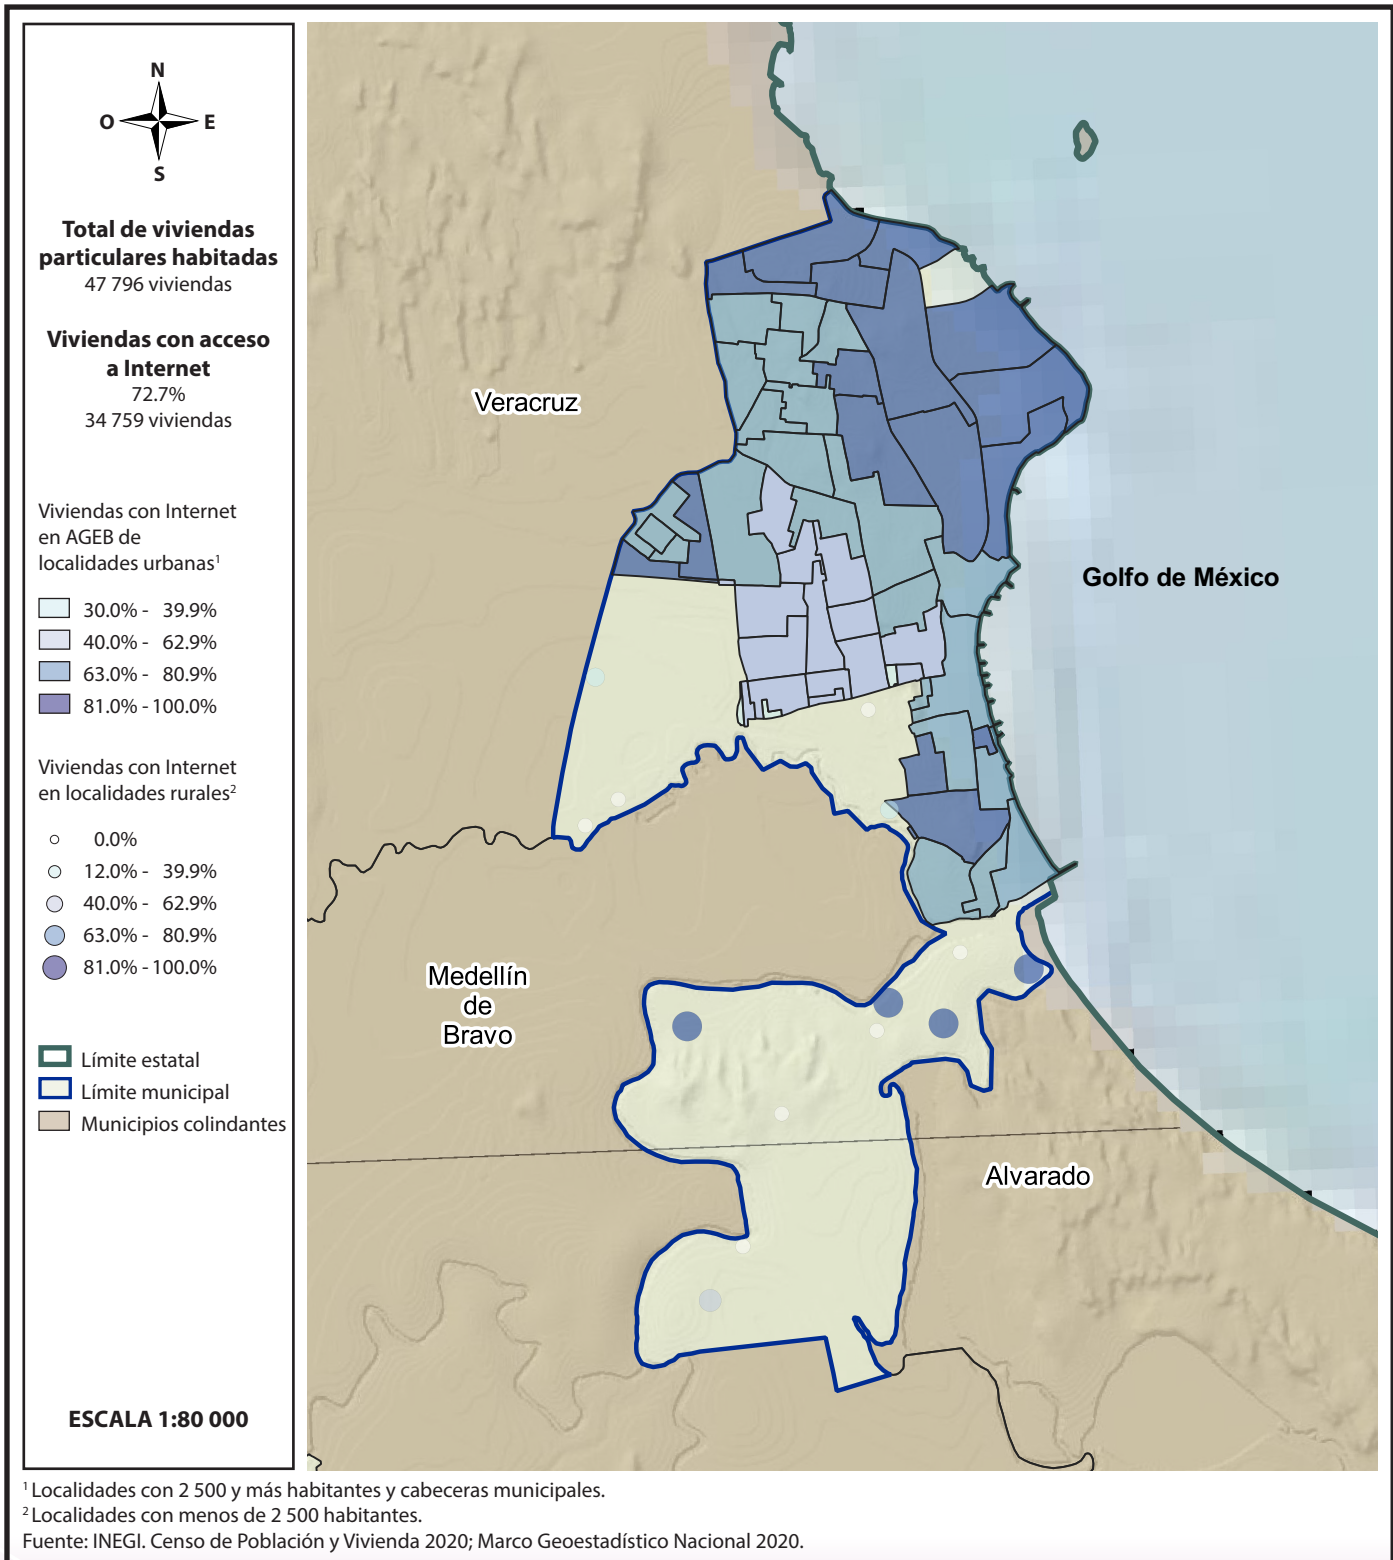 N
O E
S
Total de viviendas
particulares habitadas
47 796 viviendas
Viviendas con acceso
a Internet
72.7%
34 759 viviendas
Viviendas con Internet
en AGEB de
localidades urbanas¹
30.0% - 39.9%
40.0% - 62.9%
63.0% - 80.9%
81.0% - 100.0%
Viviendas con Internet
en localidades rurales²
0.0%
12.0% - 39.9%
40.0% - 62.9%
63.0% - 80.9%
81.0% - 100.0%
Límite estatal
Límite municipal
Municipios colindantes
ESCALA 1:80 000
Veracruz
Golfo de México
Medellín
de
Bravo
Alvarado
¹ Localidades con 2 500 y más habitantes y cabeceras municipales.
² Localidades con menos de 2 500 habitantes.
Fuente: INEGI. Censo de Población y Vivienda 2020; Marco Geoestadístico Nacional 2020.